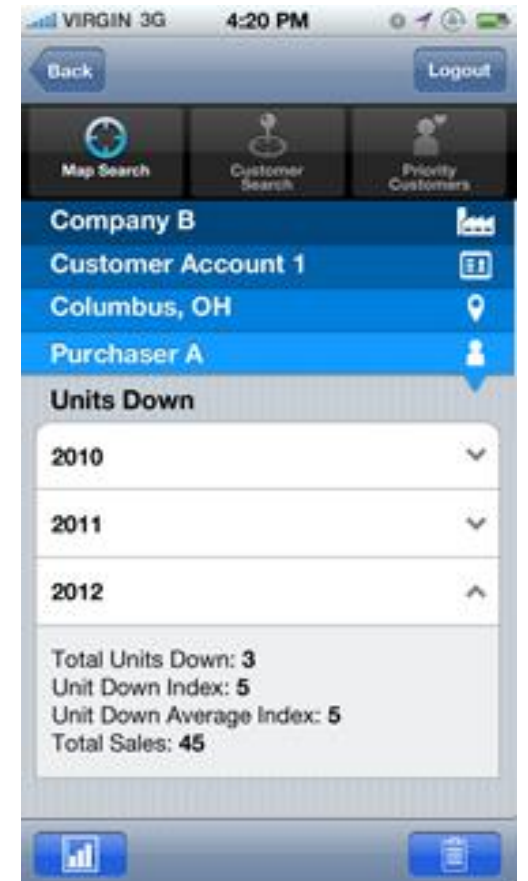 VIRGIN 3G 4:20 PM
Back Logout
Map Search
Customer
Search
Priority
Customers
Company B
Customer Account 1
Columbus, OH
Purchaser A
Units Down
2010
2011
2012
Total Units Down: 3
Unit Down Index: 5
Unit Down Average Index: 5
Total Sales: 45